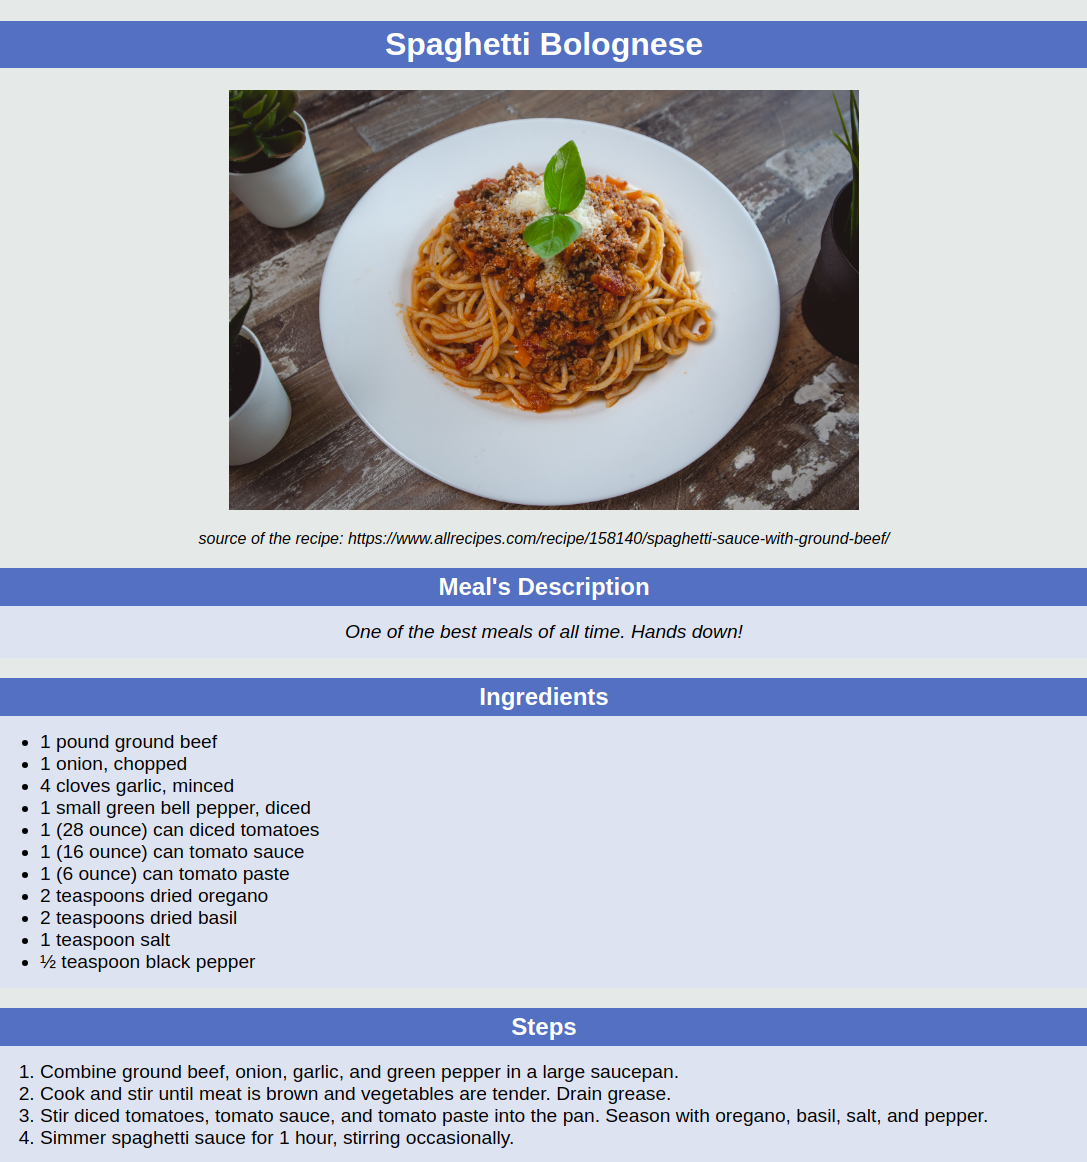 Spaghetti Bolognese
source of the recipe: https://www.allrecipes.com/recipe/158140/spaghetti-sauce-with-ground-beef/
Meal's Description
One of the best meals of all time. Hands down!
Ingredients
• 1 pound ground beef
• 1 onion, chopped
• 4 cloves garlic, minced
• 1 small green bell pepper, diced
• 1 (28 ounce) can diced tomatoes
• 1 (16 ounce) can tomato sauce
• 1 (6 ounce) can tomato paste
• 2 teaspoons dried oregano
• 2 teaspoons dried basil
• 1 teaspoon salt
• ½ teaspoon black pepper
Steps
1. Combine ground beef, onion, garlic, and green pepper in a large saucepan.
2. Cook and stir until meat is brown and vegetables are tender. Drain grease.
3. Stir diced tomatoes, tomato sauce, and tomato paste into the pan. Season with oregano, basil, salt, and pepper.
4. Simmer spaghetti sauce for 1 hour, stirring occasionally.